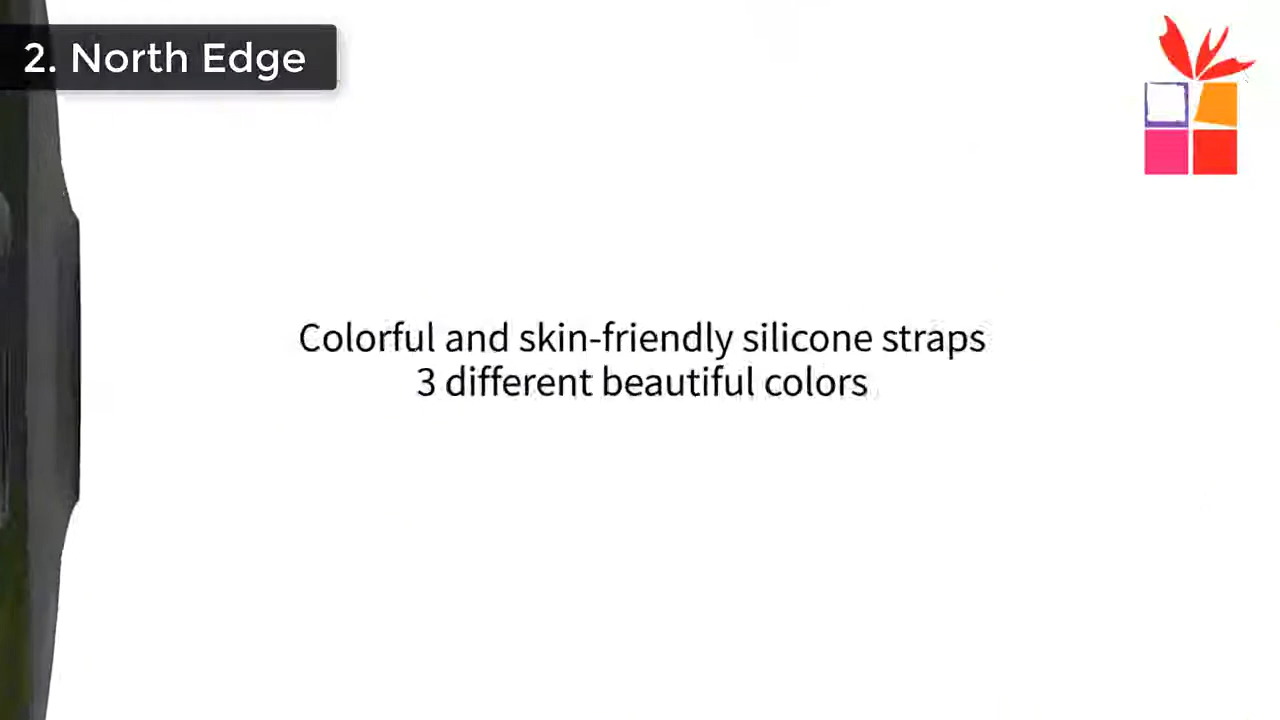 2. North Edge
Colorful and skin-friendly silicone straps
3 different beautiful colors